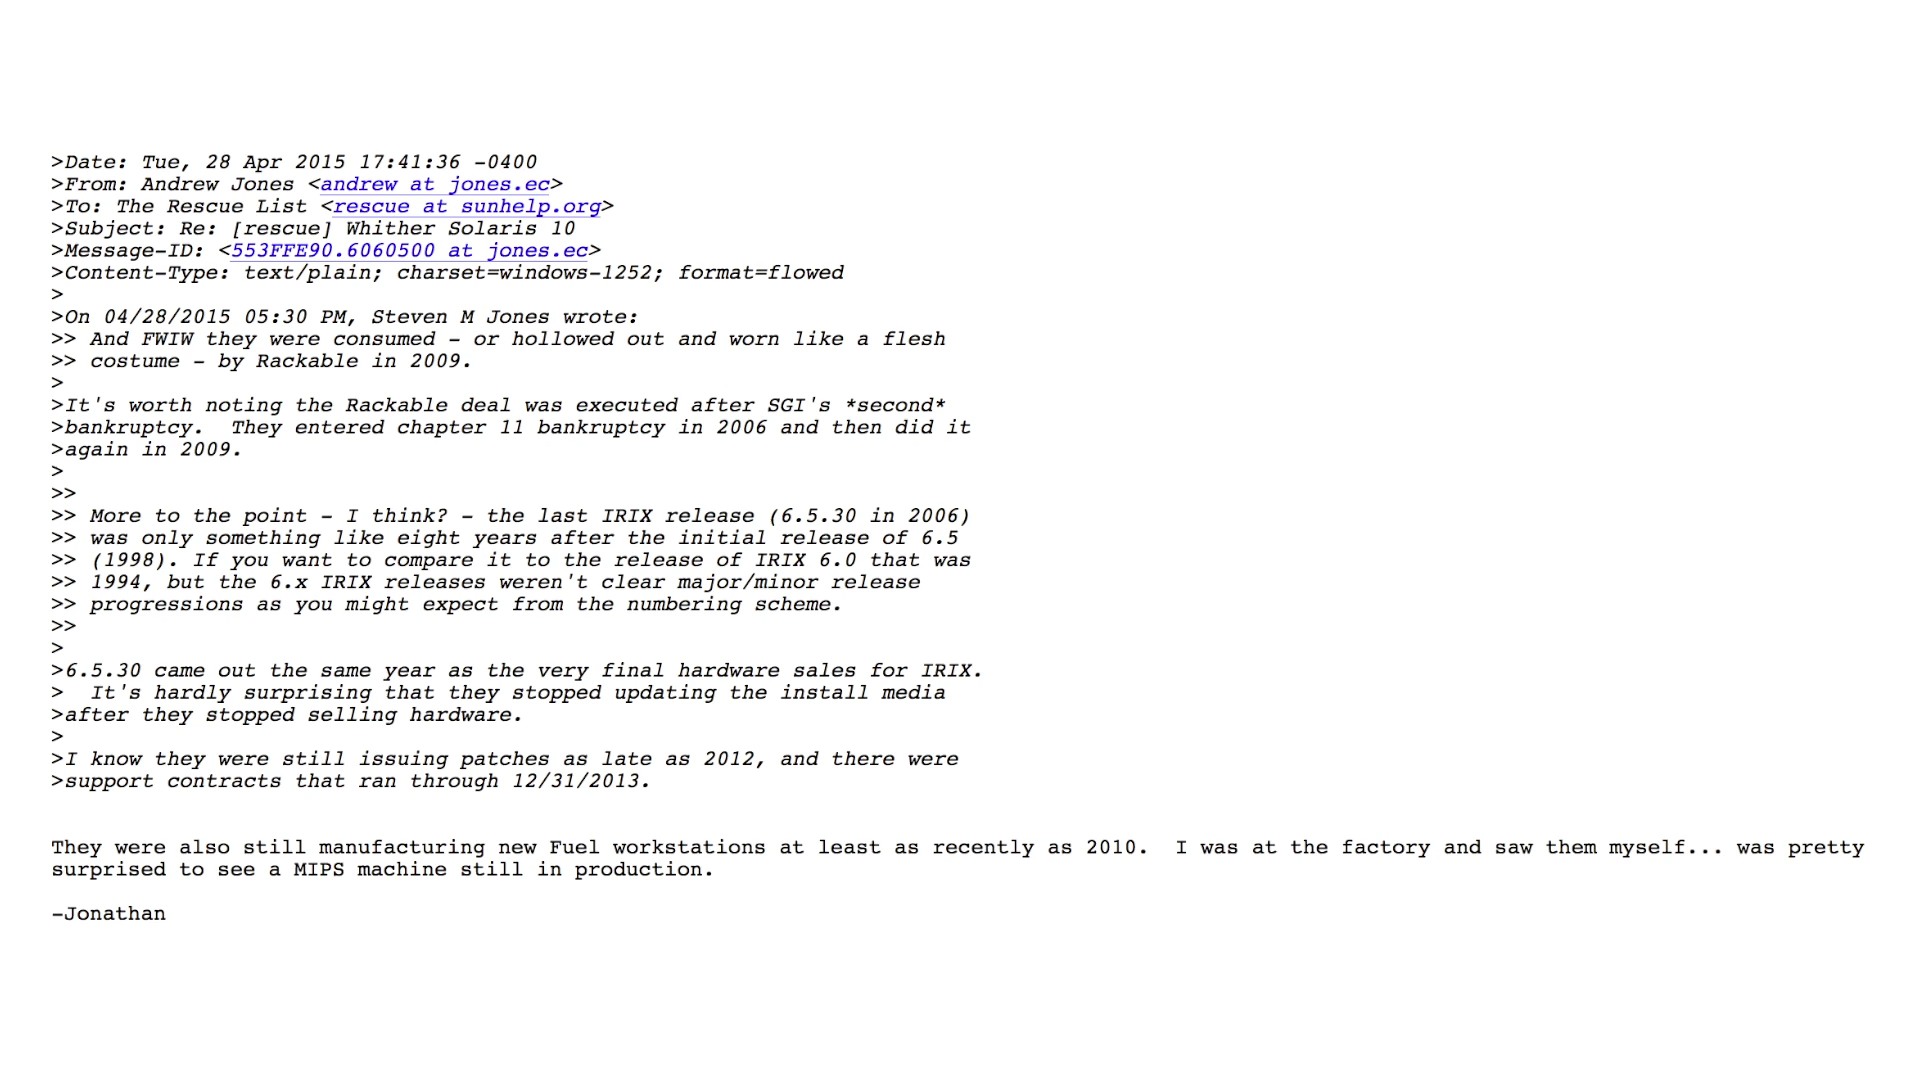 >Date: Tue, 28 Apr 2015 17:41:36 -0400
>From: Andrew Jones <andrew at jones.ec>
>To: The Rescue List <rescue at sunhelp.org>
>Subject: Re: [rescue] Whither Solaris 10
>Message-ID: <553FFE90.6060500 at jones.ec>
>Content-Type: text/plain; charset=windows-1252; format=flowed
>
>On 04/28/2015 05:30 PM, Steven M Jones wrote:
>> And FWIW they were consumed - or hollowed out and worn like a flesh
>> costume - by Rackable in 2009.
>
>It's worth noting the Rackable deal was executed after SGI's *second*
>bankruptcy.  They entered chapter 11 bankruptcy in 2006 and then did it
>again in 2009.
>
>>
>> More to the point - I think? - the last IRIX release (6.5.30 in 2006)
>> was only something like eight years after the initial release of 6.5
>> (1998). If you want to compare it to the release of IRIX 6.0 that was
>> 1994, but the 6.x IRIX releases weren't clear major/minor release
>> progressions as you might expect from the numbering scheme.
>>
>
>6.5.30 came out the same year as the very final hardware sales for IRIX.
>  It's hardly surprising that they stopped updating the install media
>after they stopped selling hardware.
>
>I know they were still issuing patches as late as 2012, and there were
>support contracts that ran through 12/31/2013.
They were also still manufacturing new Fuel workstations at least as recently as 2010.  I was at the factory and saw them myself... was pretty
surprised to see a MIPS machine still in production.
-Jonathan